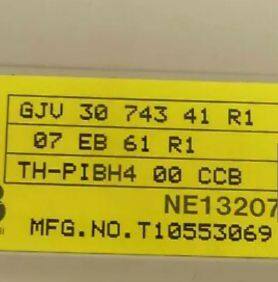 GJV 30 743 41 R1
07 EB 61 R1
TH-PIBH4 00 CCB
NE13207
MFG.NO.T10553069